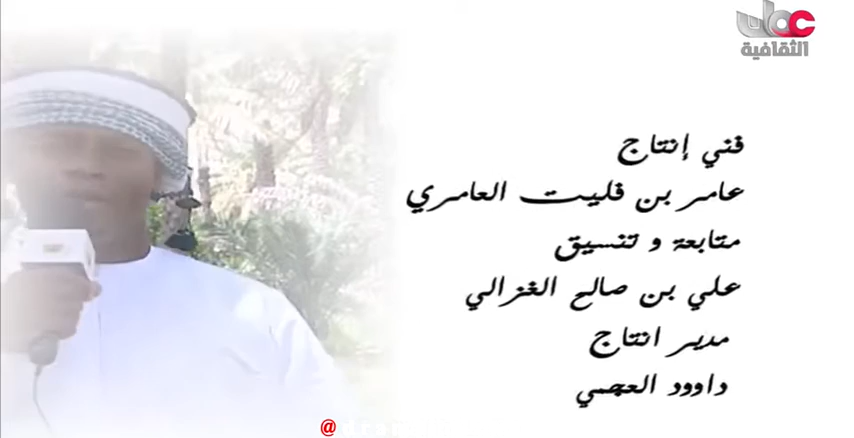 الثقافية
فني إنتاج
عامر بن فليت العامري
متابعة و تنسيق
علي بن صالح الغزالي
مدير انتاج
داوود العجمي